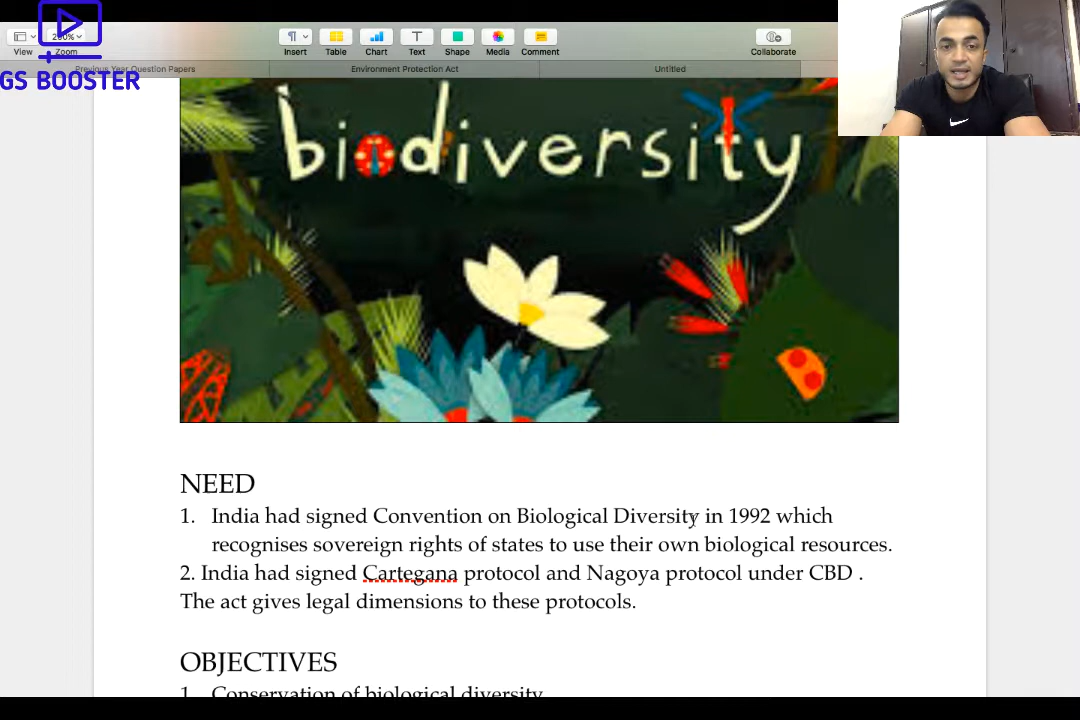 200%
View
Zoom
Insert
Table
Chart
Text
Shape
Media
Comment
Collaborate
Previous Year Question Papers
Environment Protection Act
Untitled
GS BOOSTER
biodiversity
NEED
1. India had signed Convention on Biological Diversity in 1992 which
recognises sovereign rights of states to use their own biological resources.
2. India had signed Cartegana protocol and Nagoya protocol under CBD .
The act gives legal dimensions to these protocols.
OBJECTIVES
1. Conservation of biological diversity